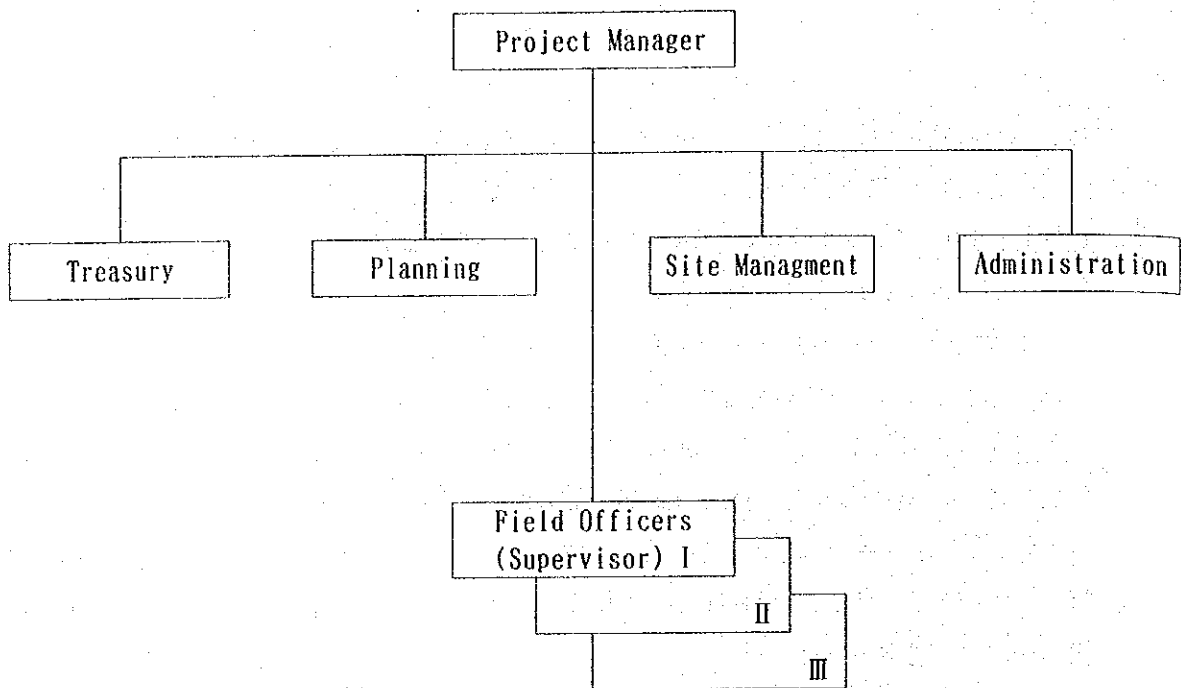 Project Manager
Treasury
Planning
Site Managment
Administration
Field Officers
(Supervisor) I
II
III